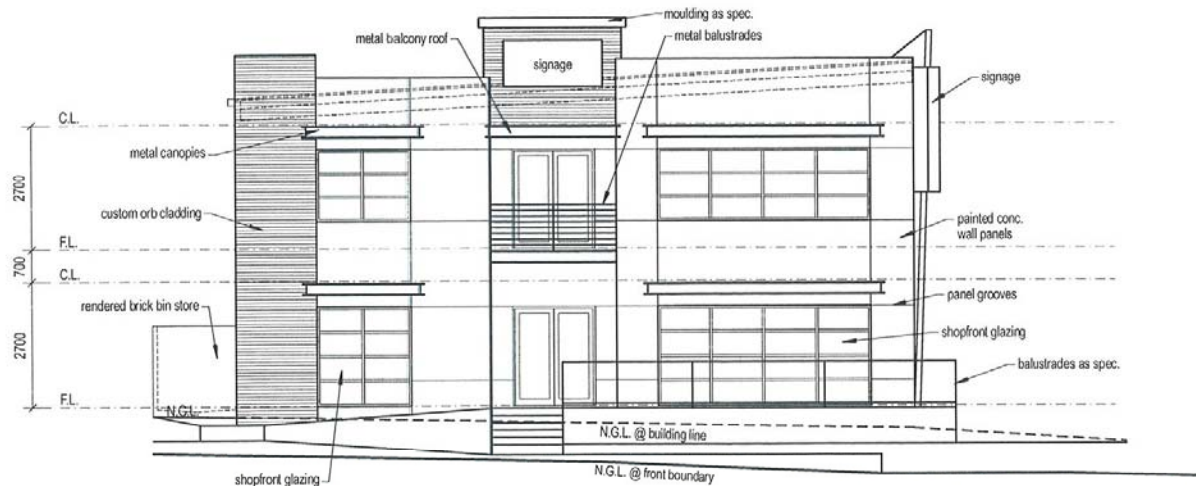 moulding as spec.
metal balcony roof
metal balustrades
signage
signage
C.L.
metal canopies
2700
custom orb cladding
painted conc.
wall panels
F.L.
700
C.L.
rendered brick bin store
panel grooves
shopfront glazing
2700
balustrades as spec.
F.L.
N.G.L.
N.G.L. @ building line
N.G.L. @ front boundary
shopfront glazing